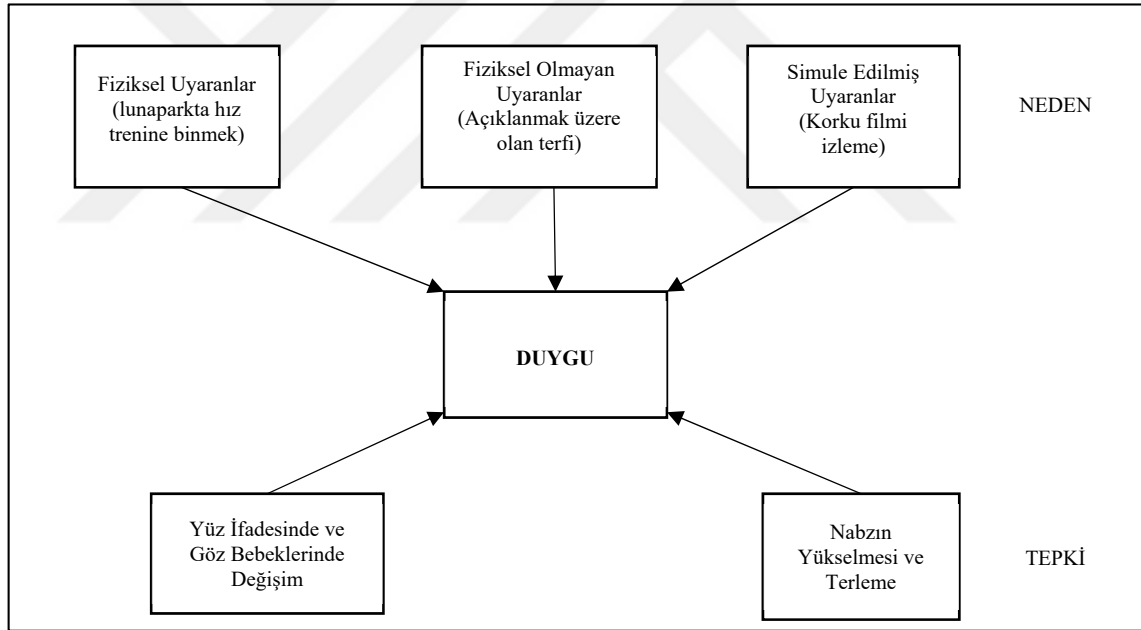 Fiziksel Uyaranlar
(lunaparkta hız
trenine binmek)
Fiziksel Olmayan
Uyaranlar
(Açıklanmak üzere
olan terfi)
Simule Edilmiş
Uyaranlar
(Korku filmi
izleme)
NEDEN
DUYGU
Yüz İfadesinde ve
Göz Bebeklerinde
Değişim
Nabzın
Yükselmesi ve
Terleme
TEPKİ